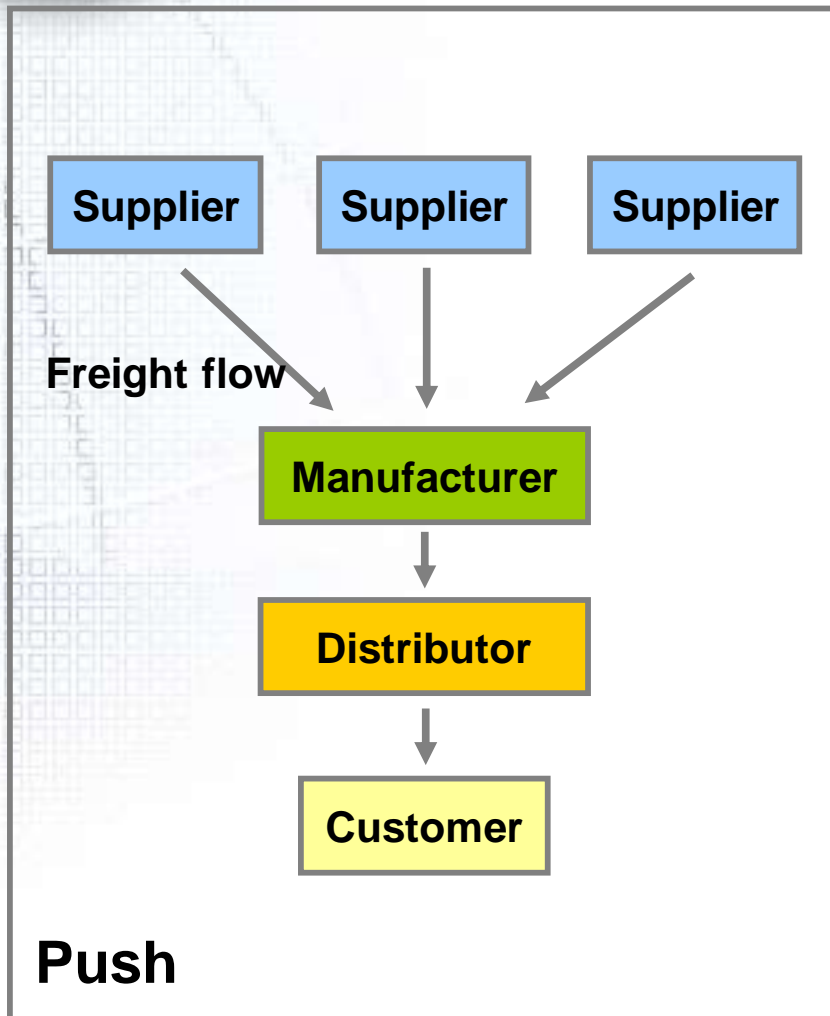 Supplier
Supplier
Supplier
Freight flow
Manufacturer
Distributor
Customer
Push